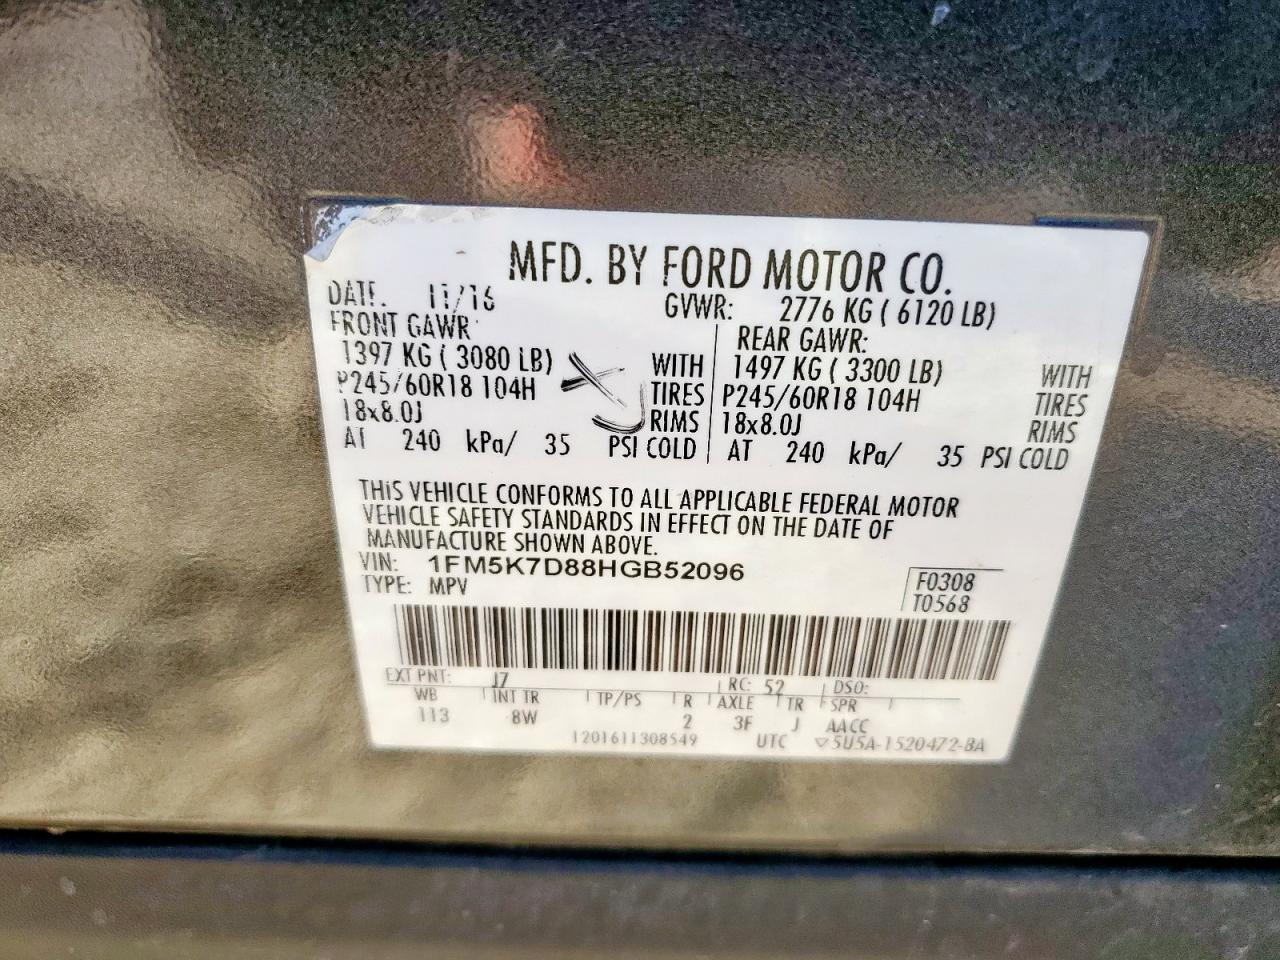 MFD. BY FORD MOTOR CO.
DATE. 11/16 GVWR: 2776 KG ( 6120 LB)
FRONT GAWR: REAR GAWR:
1397 KG ( 3080 LB) WITH 1497 KG ( 3300 LB) WITH
P245/60R18 104H TIRES P245/60R18 104H TIRES
18x8.0J RIMS 18x8.0J RIMS
AT 240 kPa/ 35 PSI COLD AT 240 kPa/ 35 PSI COLD
THIS VEHICLE CONFORMS TO ALL APPLICABLE FEDERAL MOTOR
VEHICLE SAFETY STANDARDS IN EFFECT ON THE DATE OF
MANUFACTURE SHOWN ABOVE.
VIN: 1FM5K7D88HGB52096
TYPE: MPV
F0308
T0568
EXT PNT: J7 RC: 52 DSO:
WB INT TR TP/PS R AXLE TR SPR
113 8W 2 3F J AACC
1201611308549 UTC ▽5U5A-1520472-BA